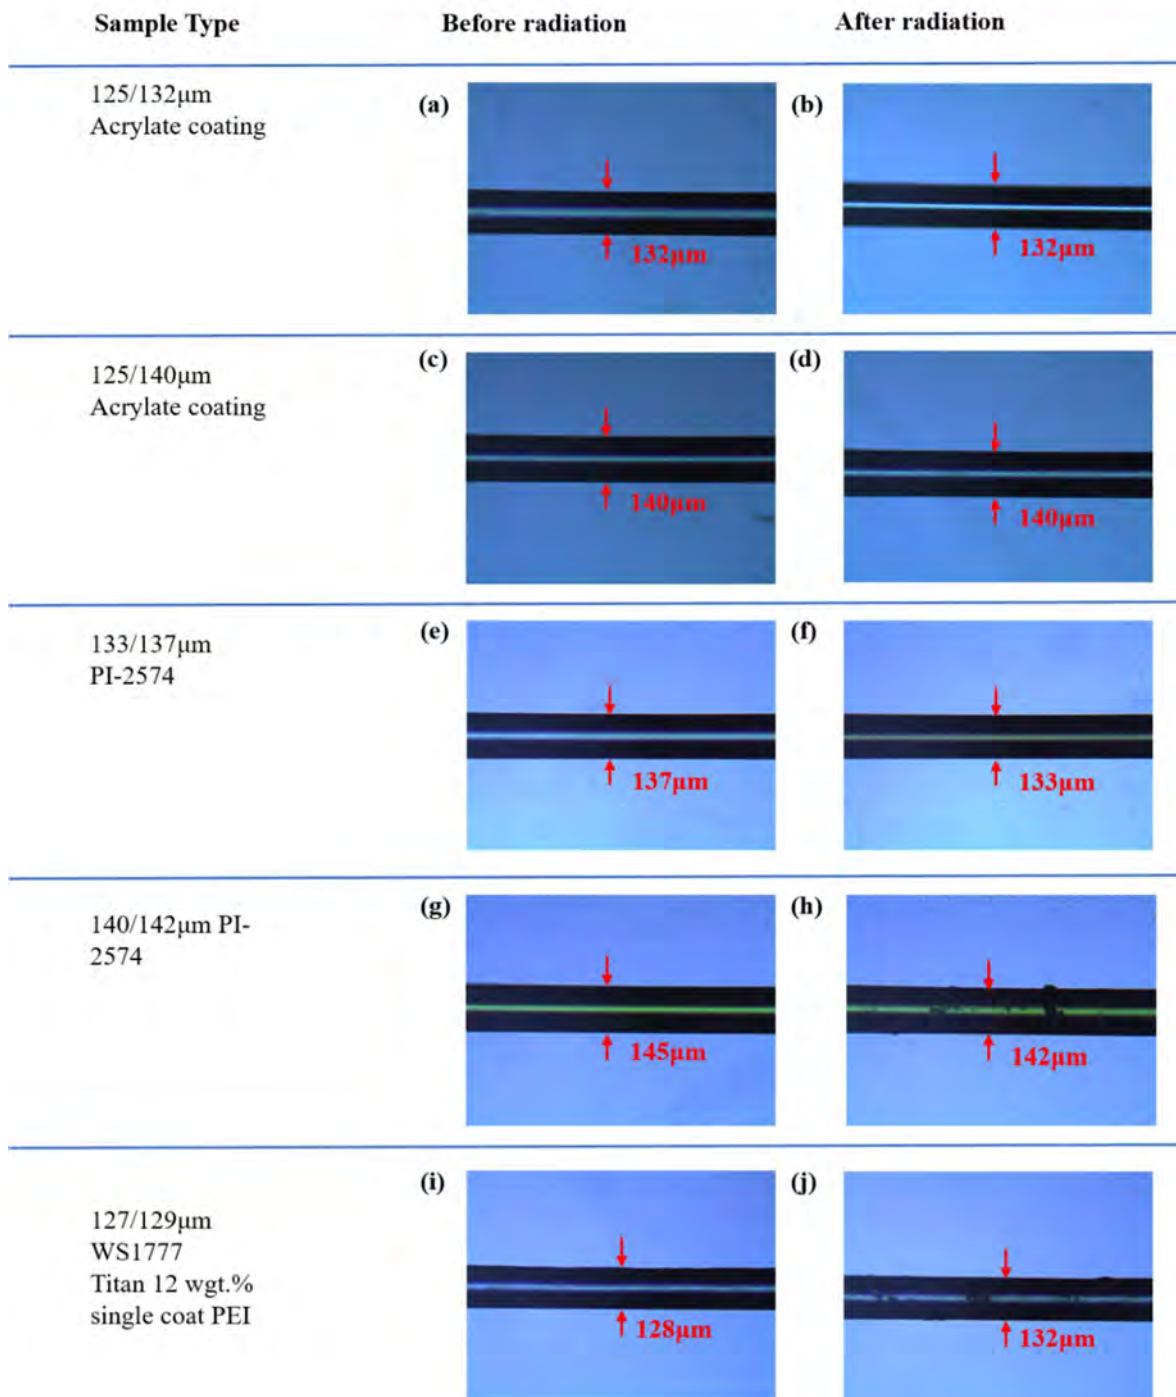 Sample Type Before radiation After radiation
125/132μm
Acrylate coating
(a)
132μm
(b)
132μm
125/140μm
Acrylate coating
(c)
140μm
(d)
140μm
133/137μm
PI-2574
(e)
137μm
(f)
133μm
140/142μm PI-
2574
(g)
145μm
(h)
142μm
127/129μm
WS1777
Titan 12 wgt.%
single coat PEI
(i)
128μm
(j)
132μm